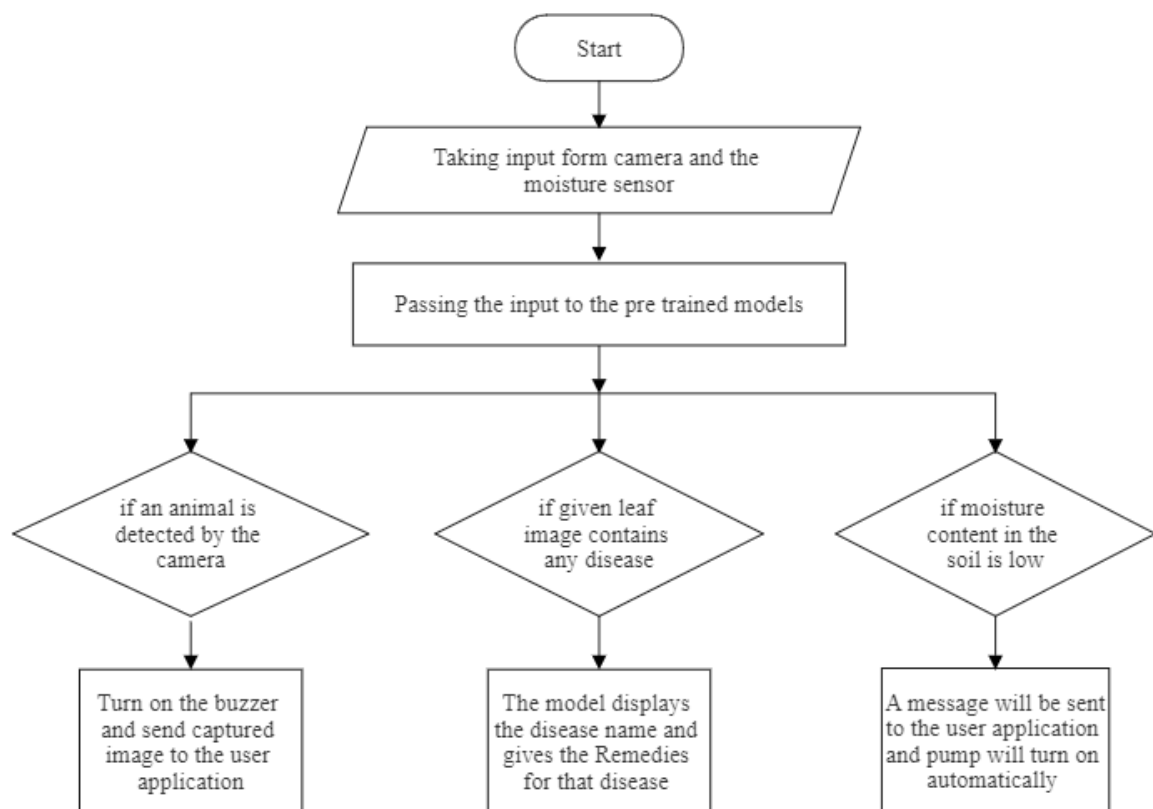 Start
Taking input form camera and the
moisture sensor
Passing the input to the pre trained models
if an animal is
detected by the
camera
if given leaf
image contains
any disease
if moisture
content in the
soil is low
Turn on the buzzer
and send captured
image to the user
application
The model displays
the disease name and
gives the Remedies
for that disease
A message will be sent
to the user application
and pump will turn on
automatically